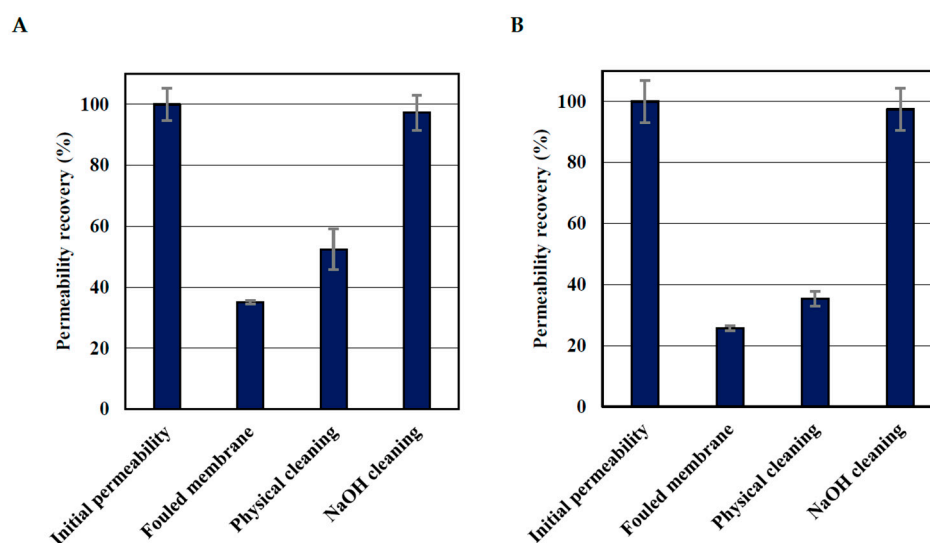 A
Permeability recovery (%)
100
80
60
40
20
0
Initial permeability
Fouled membrane
Physical cleaning
NaOH cleaning
B
Permeability recovery (%)
100
80
60
40
20
0
Initial permeability
Fouled membrane
Physical cleaning
NaOH cleaning